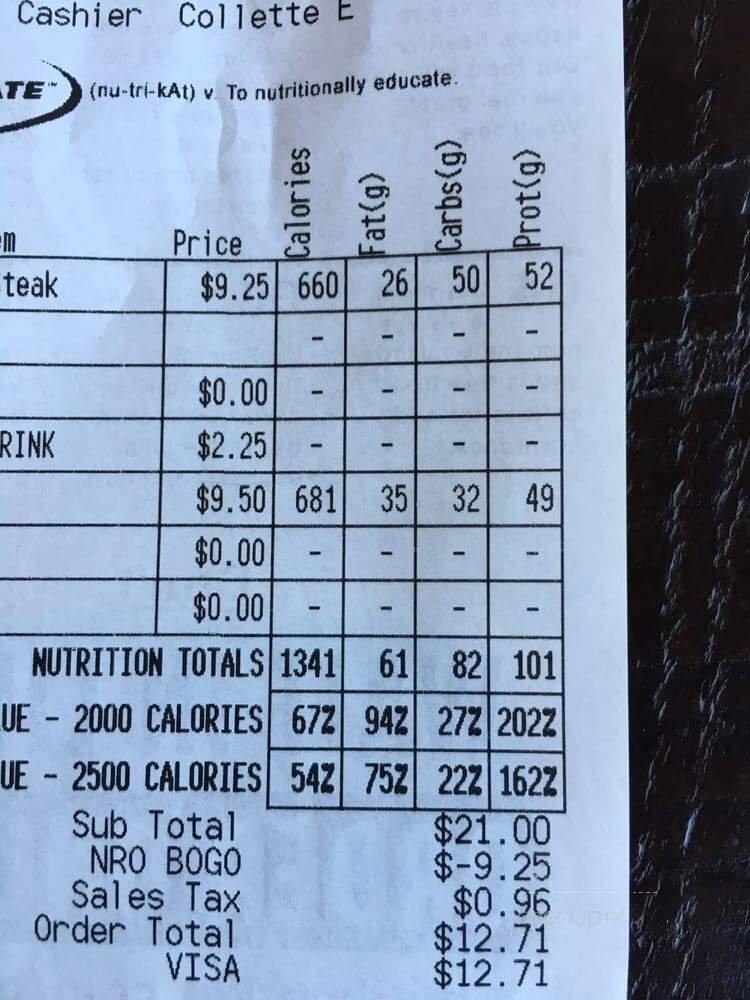 Cashier Collette E
ATE™ (nu-tri-kAt) v. To nutritionally educate.
em Price Calories Fat(g) Carbs(g) Prot(g)
teak $9.25 660 26 50 52
- - - -
$0.00 - - - -
RINK $2.25 - - - -
$9.50 681 35 32 49
$0.00 - - - -
$0.00 - - - -
NUTRITION TOTALS 1341 61 82 101
UE - 2000 CALORIES 67% 94% 27% 202%
UE - 2500 CALORIES 54% 75% 22% 162%
Sub Total $21.00
NRO BOGO $-9.25
Sales Tax $0.96
Order Total $12.71
VISA $12.71